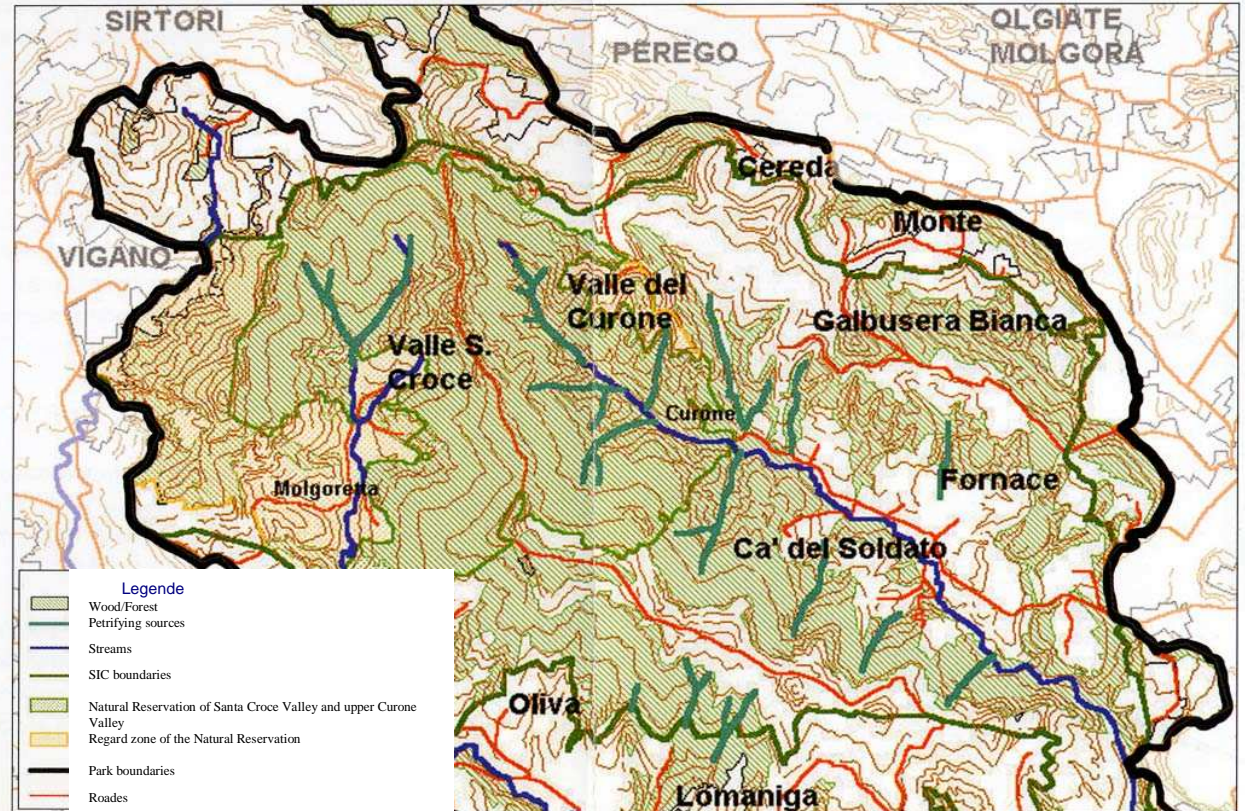 SIRTORI
PEREGO
OLGIATE
MOLGORA
Cereda
Monte
VIGANO
Valle del
Curone
Galbusera Bianca
Valle S.
Croce
Curone
Molgoretta
Fornace
Ca' del Soldato
Oliva
Lomaniga
Legende
Wood/Forest
Petrifying sources
Streams
SIC boundaries
Natural Reservation of Santa Croce Valley and upper Curone
Valley
Regard zone of the Natural Reservation
Park boundaries
Roades